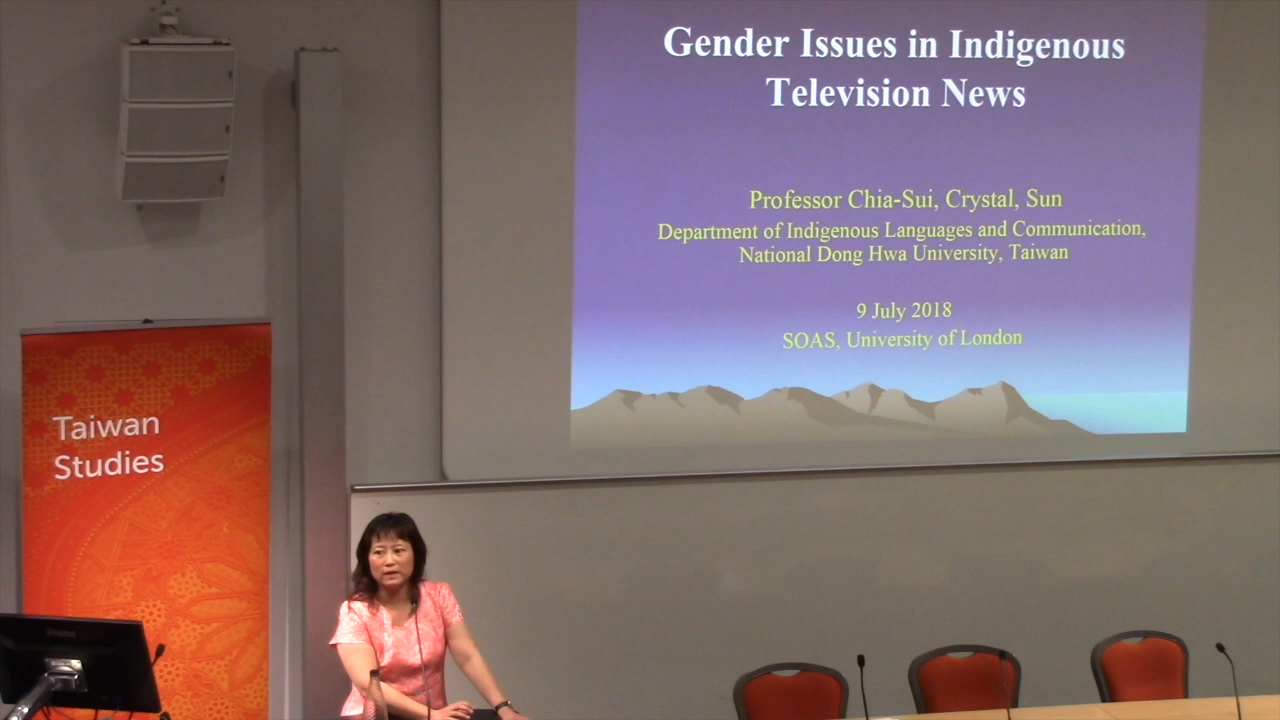 Gender Issues in Indigenous
Television News
Professor Chia-Sui, Crystal, Sun
Department of Indigenous Languages and Communication,
National Dong Hwa University, Taiwan
9 July 2018
SOAS, University of London
Taiwan
Studies